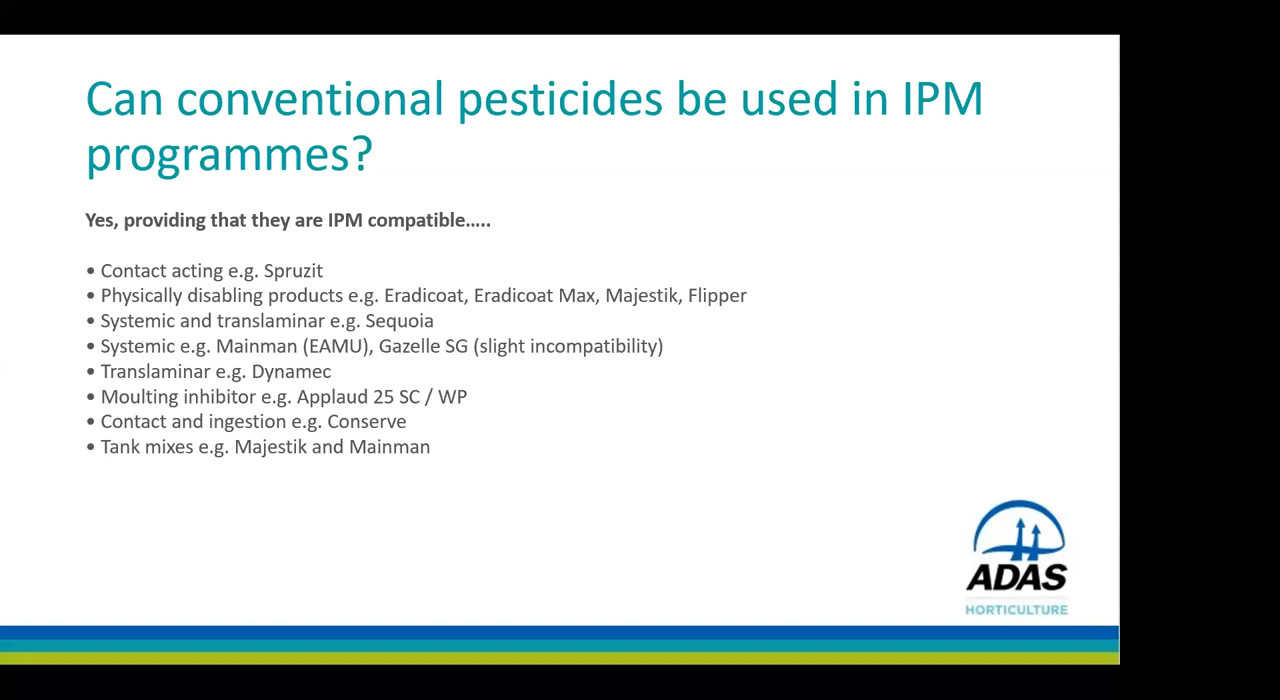 Can conventional pesticides be used in IPM
programmes?
Yes, providing that they are IPM compatible.....
• Contact acting e.g. Spruzit
• Physically disabling products e.g. Eradicoat, Eradicoat Max, Majestik, Flipper
• Systemic and translaminar e.g. Sequoia
• Systemic e.g. Mainman (EAMU), Gazelle SG (slight incompatibility)
• Translaminar e.g. Dynamec
• Moulting inhibitor e.g. Applaud 25 SC / WP
• Contact and ingestion e.g. Conserve
• Tank mixes e.g. Majestik and Mainman
ADAS
HORTICULTURE